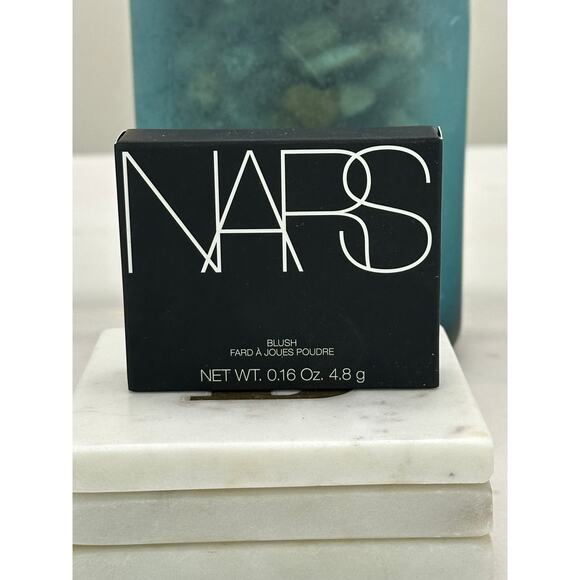 NARS
BLUSH
FARD À JOUES POUDRE
NET WT. 0.16 Oz. 4.8 g